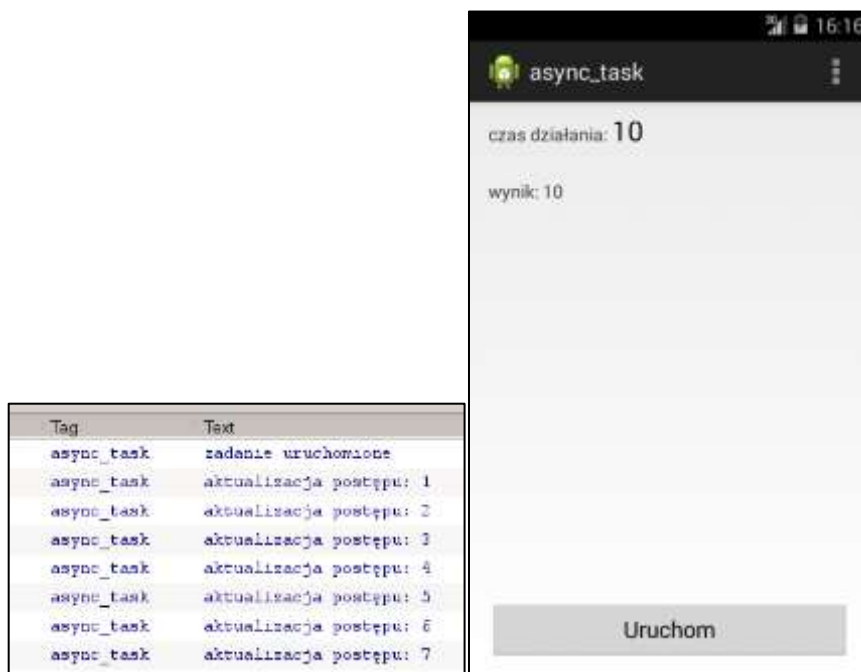 16:16
async_task
czas działania: 10
wynik: 10
Uruchom
Tag Text
async_task zadanie uruchomione
async_task aktualizacja postępu: 1
async_task aktualizacja postępu: 2
async_task aktualizacja postępu: 3
async_task aktualizacja postępu: 4
async_task aktualizacja postępu: 5
async_task aktualizacja postępu: 6
async_task aktualizacja postępu: 7